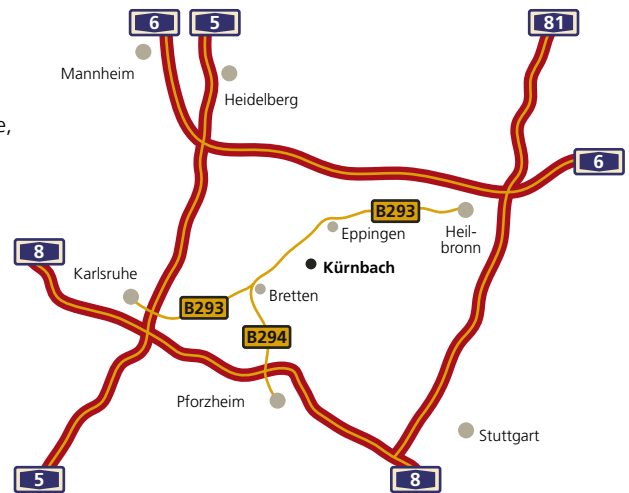 6
5
81
Mannheim
Heidelberg
e,
6
B293
Eppingen
Heil-
bronn
8
Kürnbach
Karlsruhe
Bretten
B293
B294
Pforzheim
Stuttgart
5
8